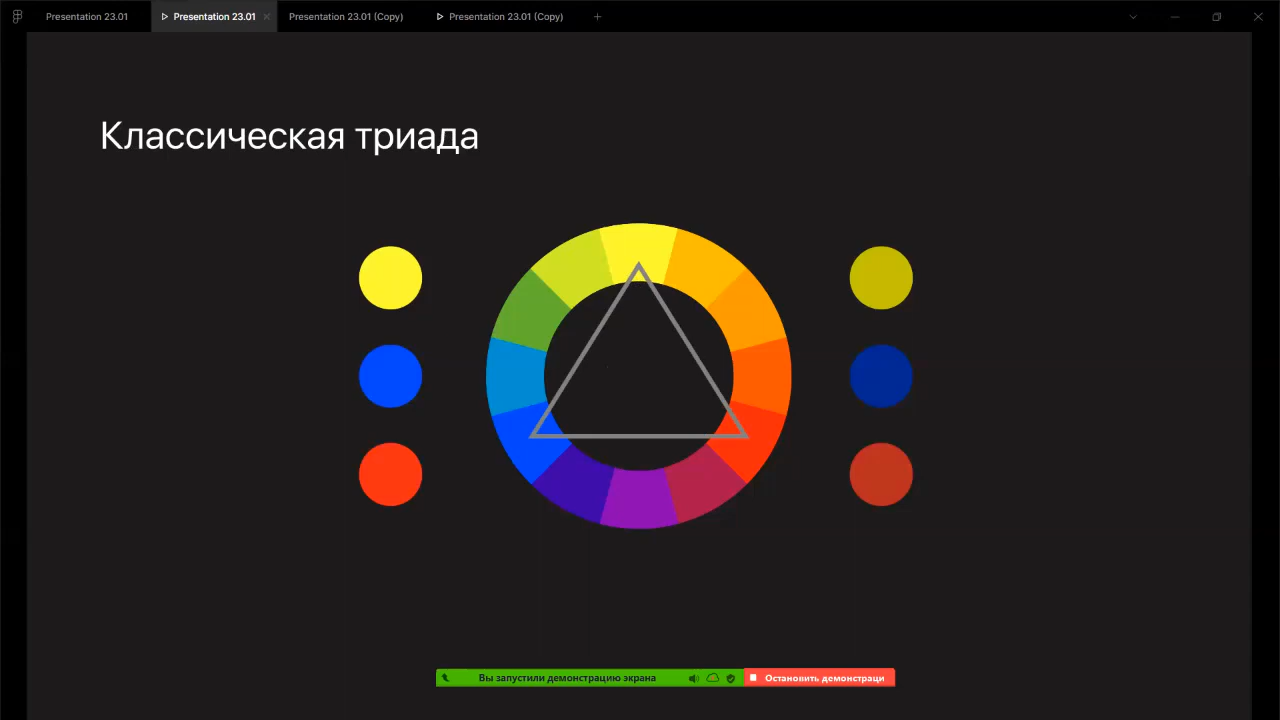 Presentation 23.01
Presentation 23.01
Presentation 23.01 (Copy)
Presentation 23.01 (Copy)
Классическая триада
Вы запустили демонстрацию экрана
Остановить демонстраци